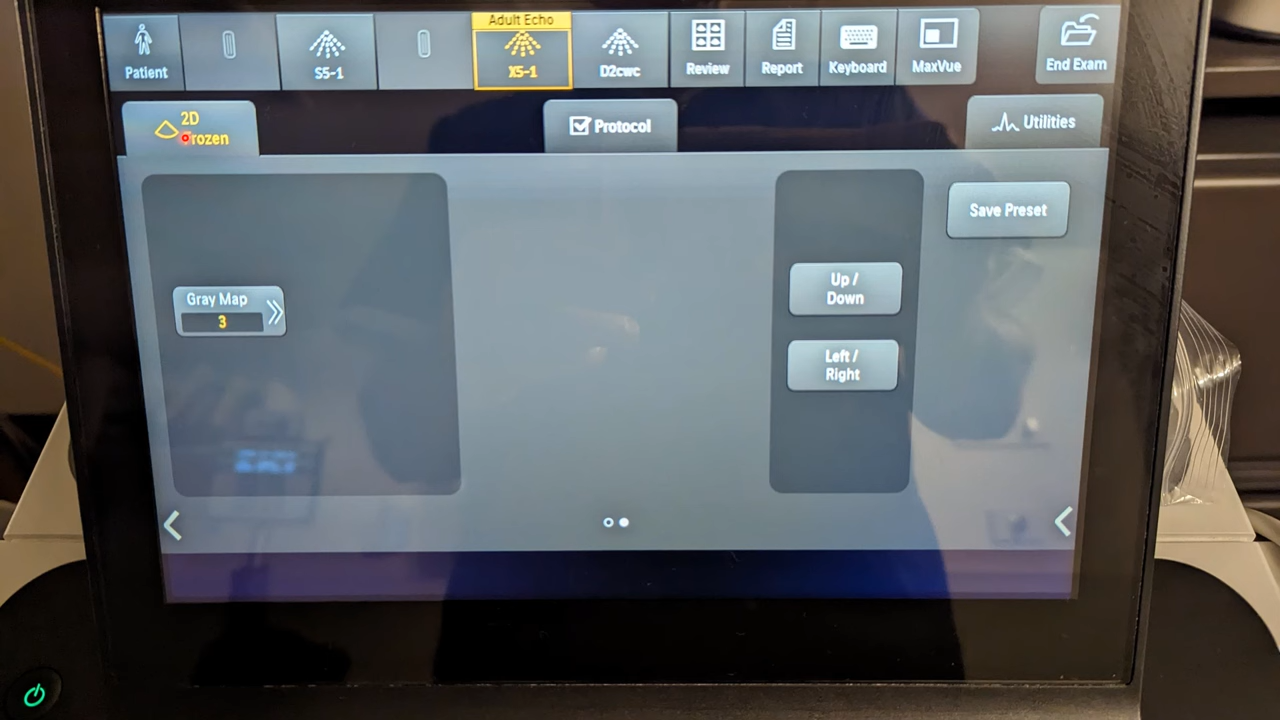 Adult Echo
Patient
S5-1
X5-1
D2cwc
Review
Report
Keyboard
MaxVue
End Exam
2D
rozen
Protocol
Utilities
Save Preset
Gray Map
3
Up /
Down
Left /
Right